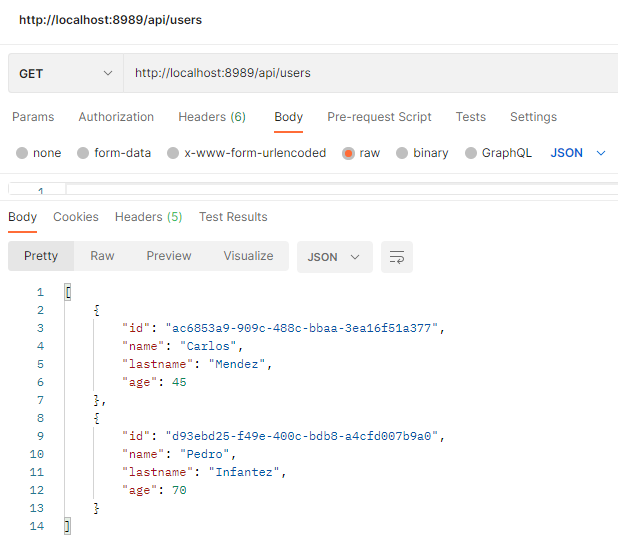 http://localhost:8989/api/users
GET http://localhost:8989/api/users
Params Authorization Headers (6) Body Pre-request Script Tests Settings
none form-data x-www-form-urlencoded raw binary GraphQL JSON
1
Body Cookies Headers (5) Test Results
Pretty Raw Preview Visualize JSON
1 [
2 {
3 "id": "ac6853a9-909c-488c-bbaa-3ea16f51a377",
4 "name": "Carlos",
5 "lastname": "Mendez",
6 "age": 45
7 },
8 {
9 "id": "d93ebd25-f49e-400c-bdb8-a4cfd007b9a0",
10 "name": "Pedro",
11 "lastname": "Infantez",
12 "age": 70
13 }
14 ]